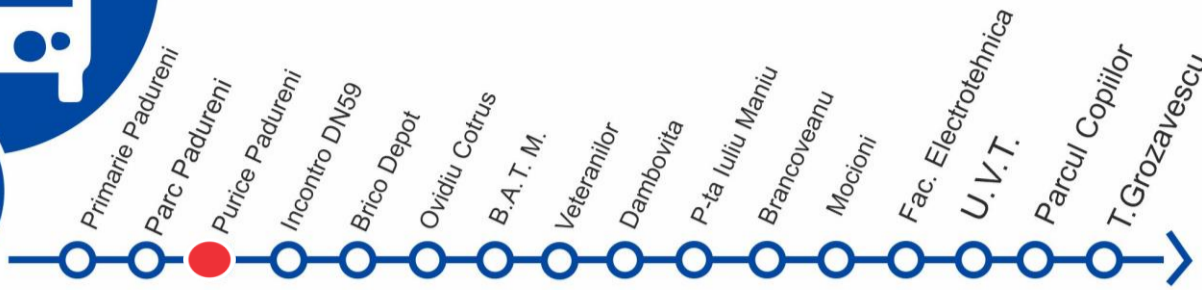 Primarie Padureni
Parc Padureni
Purice Padureni
Incontro DN59
Brico Depot
Ovidiu Cotrus
B.A.T. M.
Veteranilor
Dambovita
P-ta Iuliu Maniu
Brancoveanu
Mocioni
Fac. Electrotehnica
U.V.T.
Parcul Copiilor
T.Grozavescu